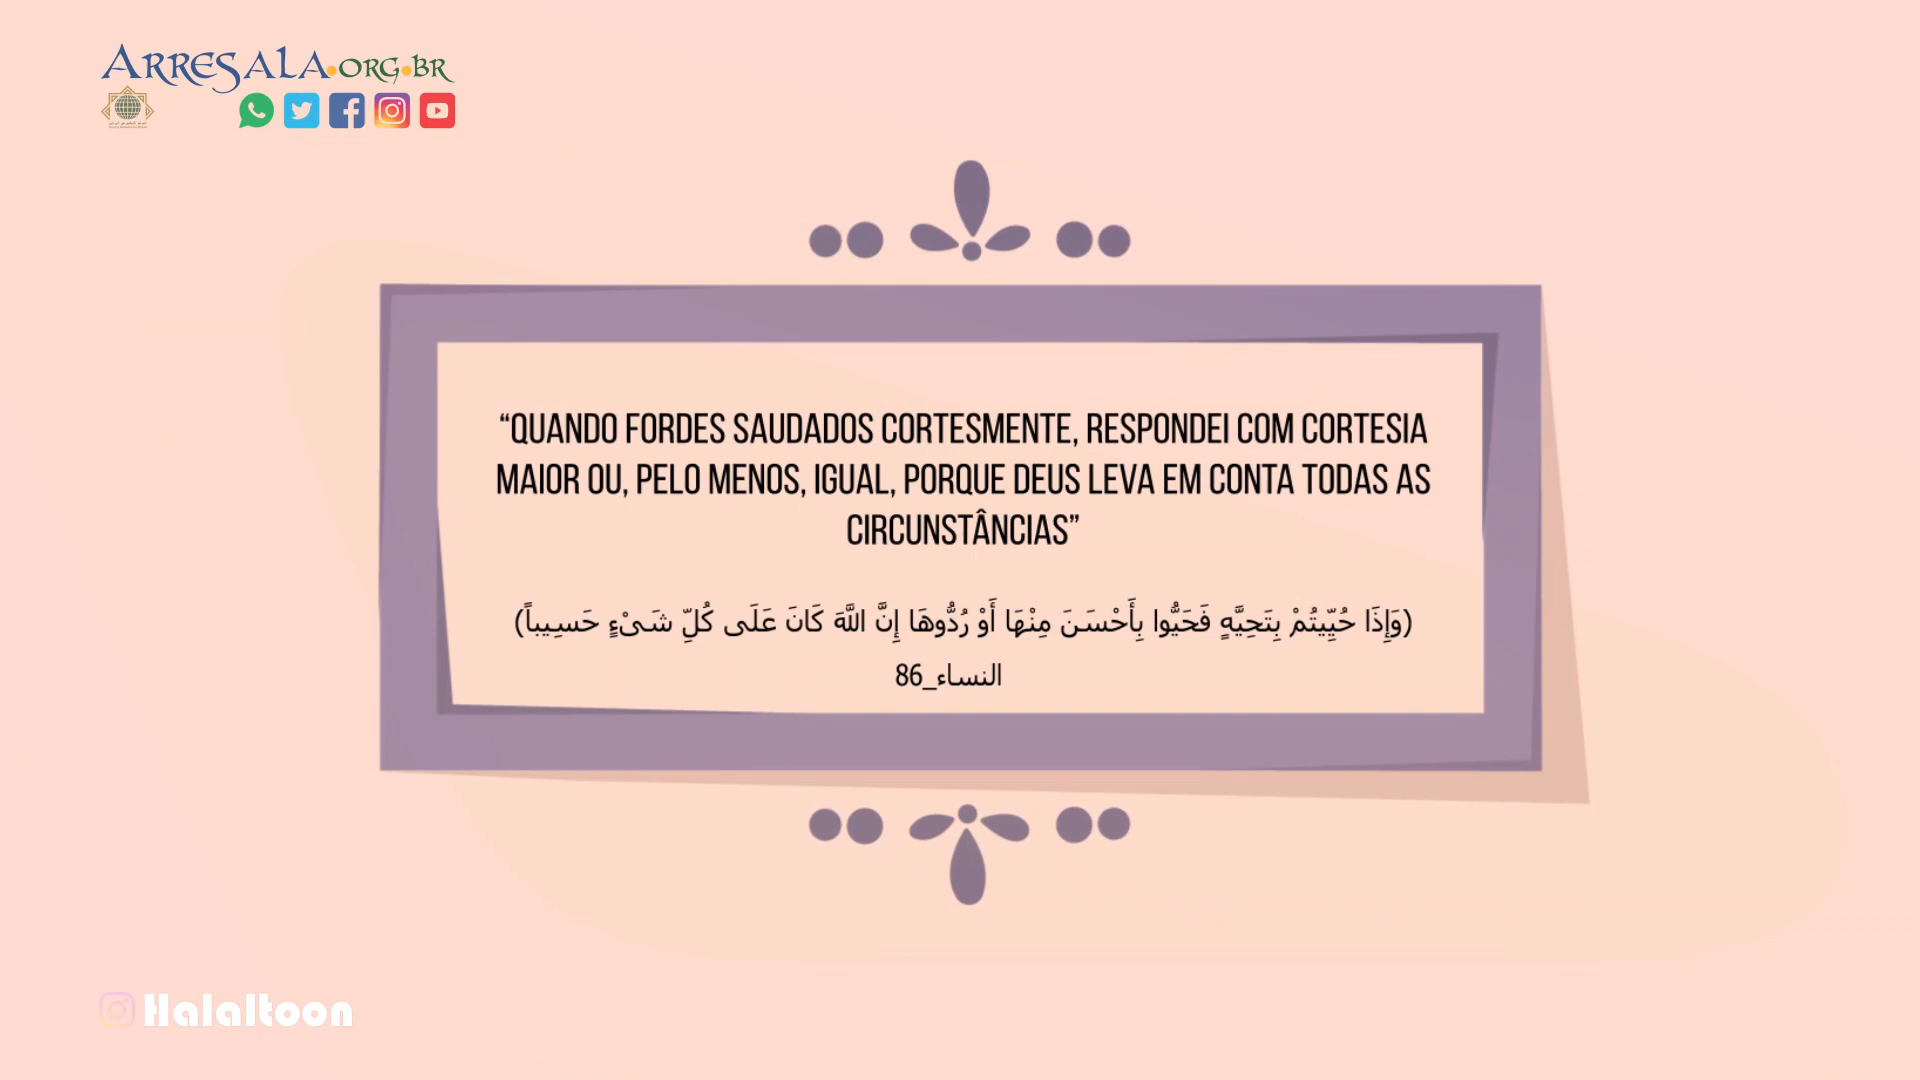 ARRESALA.ORG.BR
“QUANDO FORDES SAUDADOS CORTESMENTE, RESPONDEI COM CORTESIA
MAIOR OU, PELO MENOS, IGUAL, PORQUE DEUS LEVA EM CONTA TODAS AS
CIRCUNSTÂNCIAS”
(وَإِذَا حُيِّيتُمْ بِتَحِيَّهٍ فَحَيُّوا بِأَحْسَنَ مِنْهَا أَوْ رُدُّوهَا إِنَّ اللَّهَ كَانَ عَلَى كُلِّ شَىْءٍ حَسِيباً)
النساء_86
Halaltoon